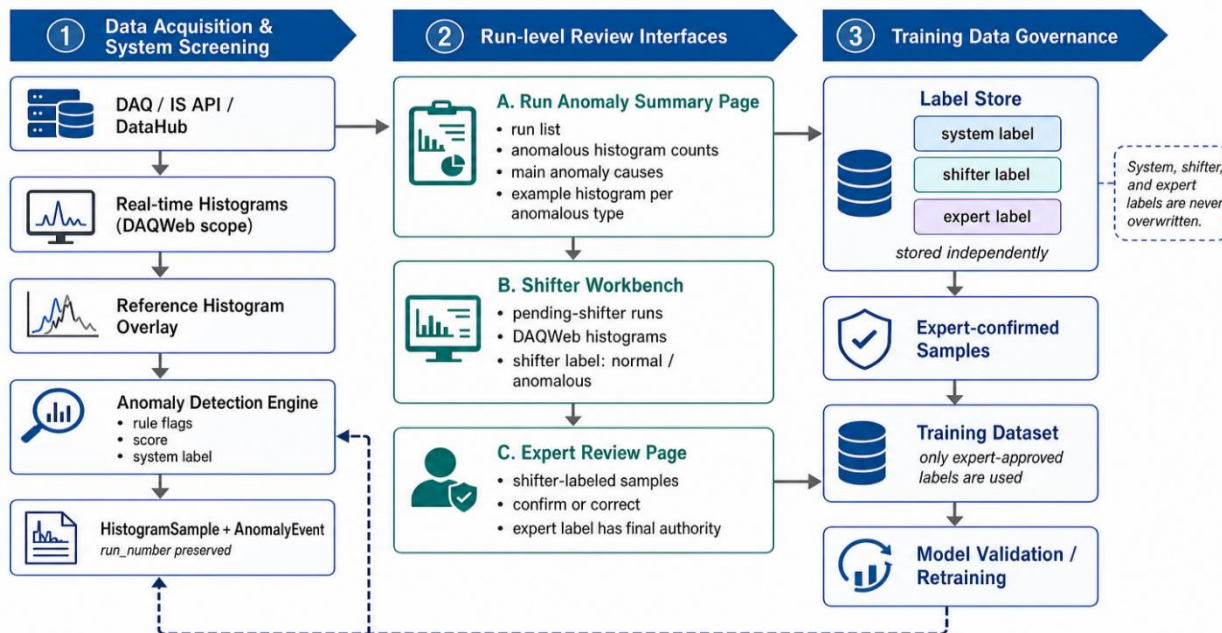 1 Data Acquisition &
System Screening
DAQ / IS API /
DataHub
Real-time Histograms
(DAQWeb scope)
Reference Histogram
Overlay
Anomaly Detection Engine
• rule flags
• score
• system label
HistogramSample + AnomalyEvent
run_number preserved
2 Run-level Review Interfaces
A. Run Anomaly Summary Page
• run list
• anomalous histogram counts
• main anomaly causes
• example histogram per
anomalous type
B. Shifter Workbench
• pending-shifter runs
• DAQWeb histograms
• shifter label: normal /
anomalous
C. Expert Review Page
• shifter-labeled samples
• confirm or correct
• expert label has final authority
3 Training Data Governance
Label Store
system label
shifter label
expert label
stored independently
System, shifter,
and expert
labels are never
overwritten.
Expert-confirmed
Samples
Training Dataset
only expert-approved
labels are used
Model Validation /
Retraining